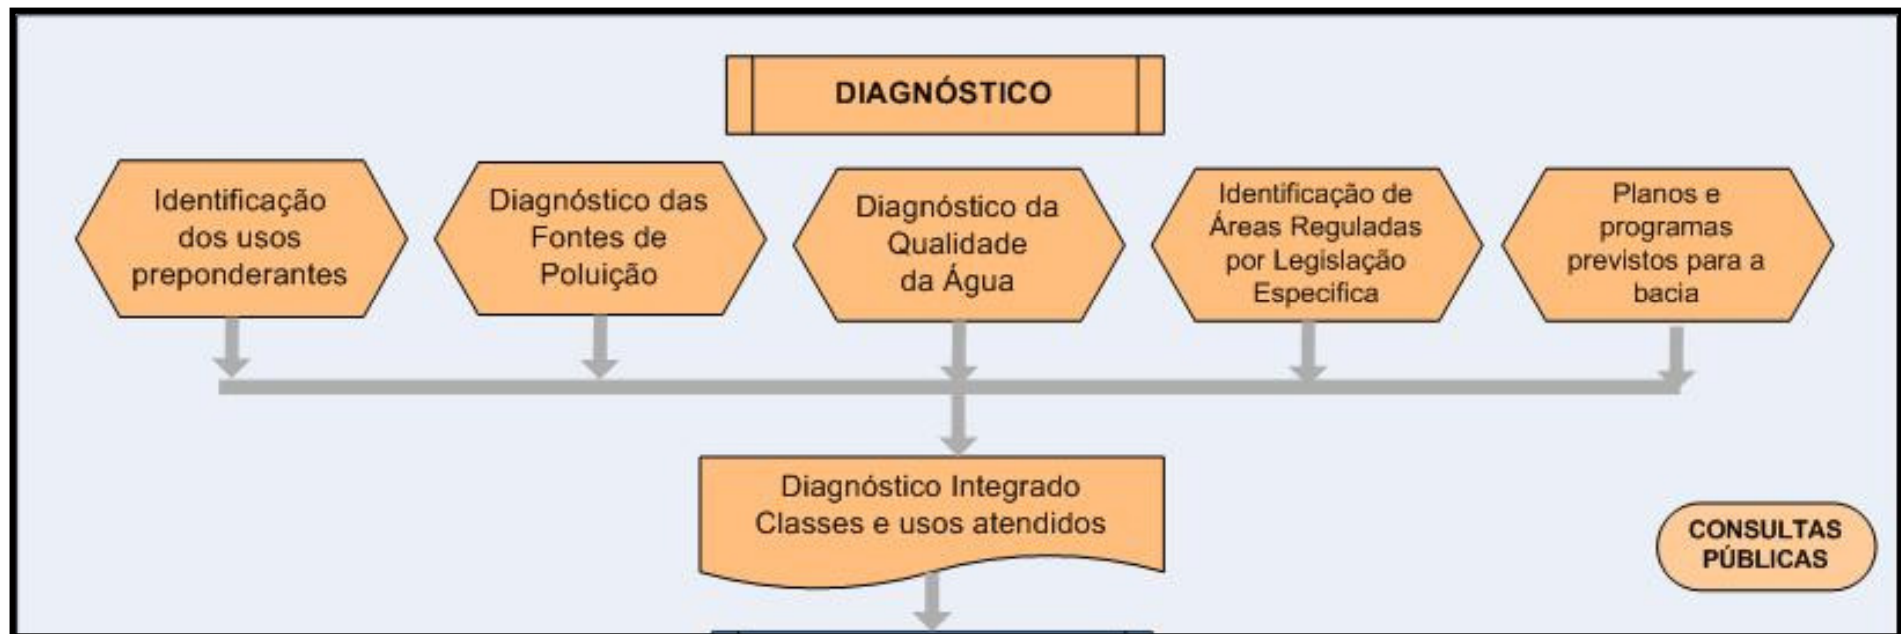 DIAGNÓSTICO
Identificação
dos usos
preponderantes
Diagnóstico das
Fontes de
Poluição
Diagnóstico da
Qualidade
da Água
Identificação de
Áreas Reguladas
por Legislação
Especifica
Planos e
programas
previstos para a
bacia
Diagnóstico Integrado
Classes e usos atendidos
CONSULTAS
PÚBLICAS